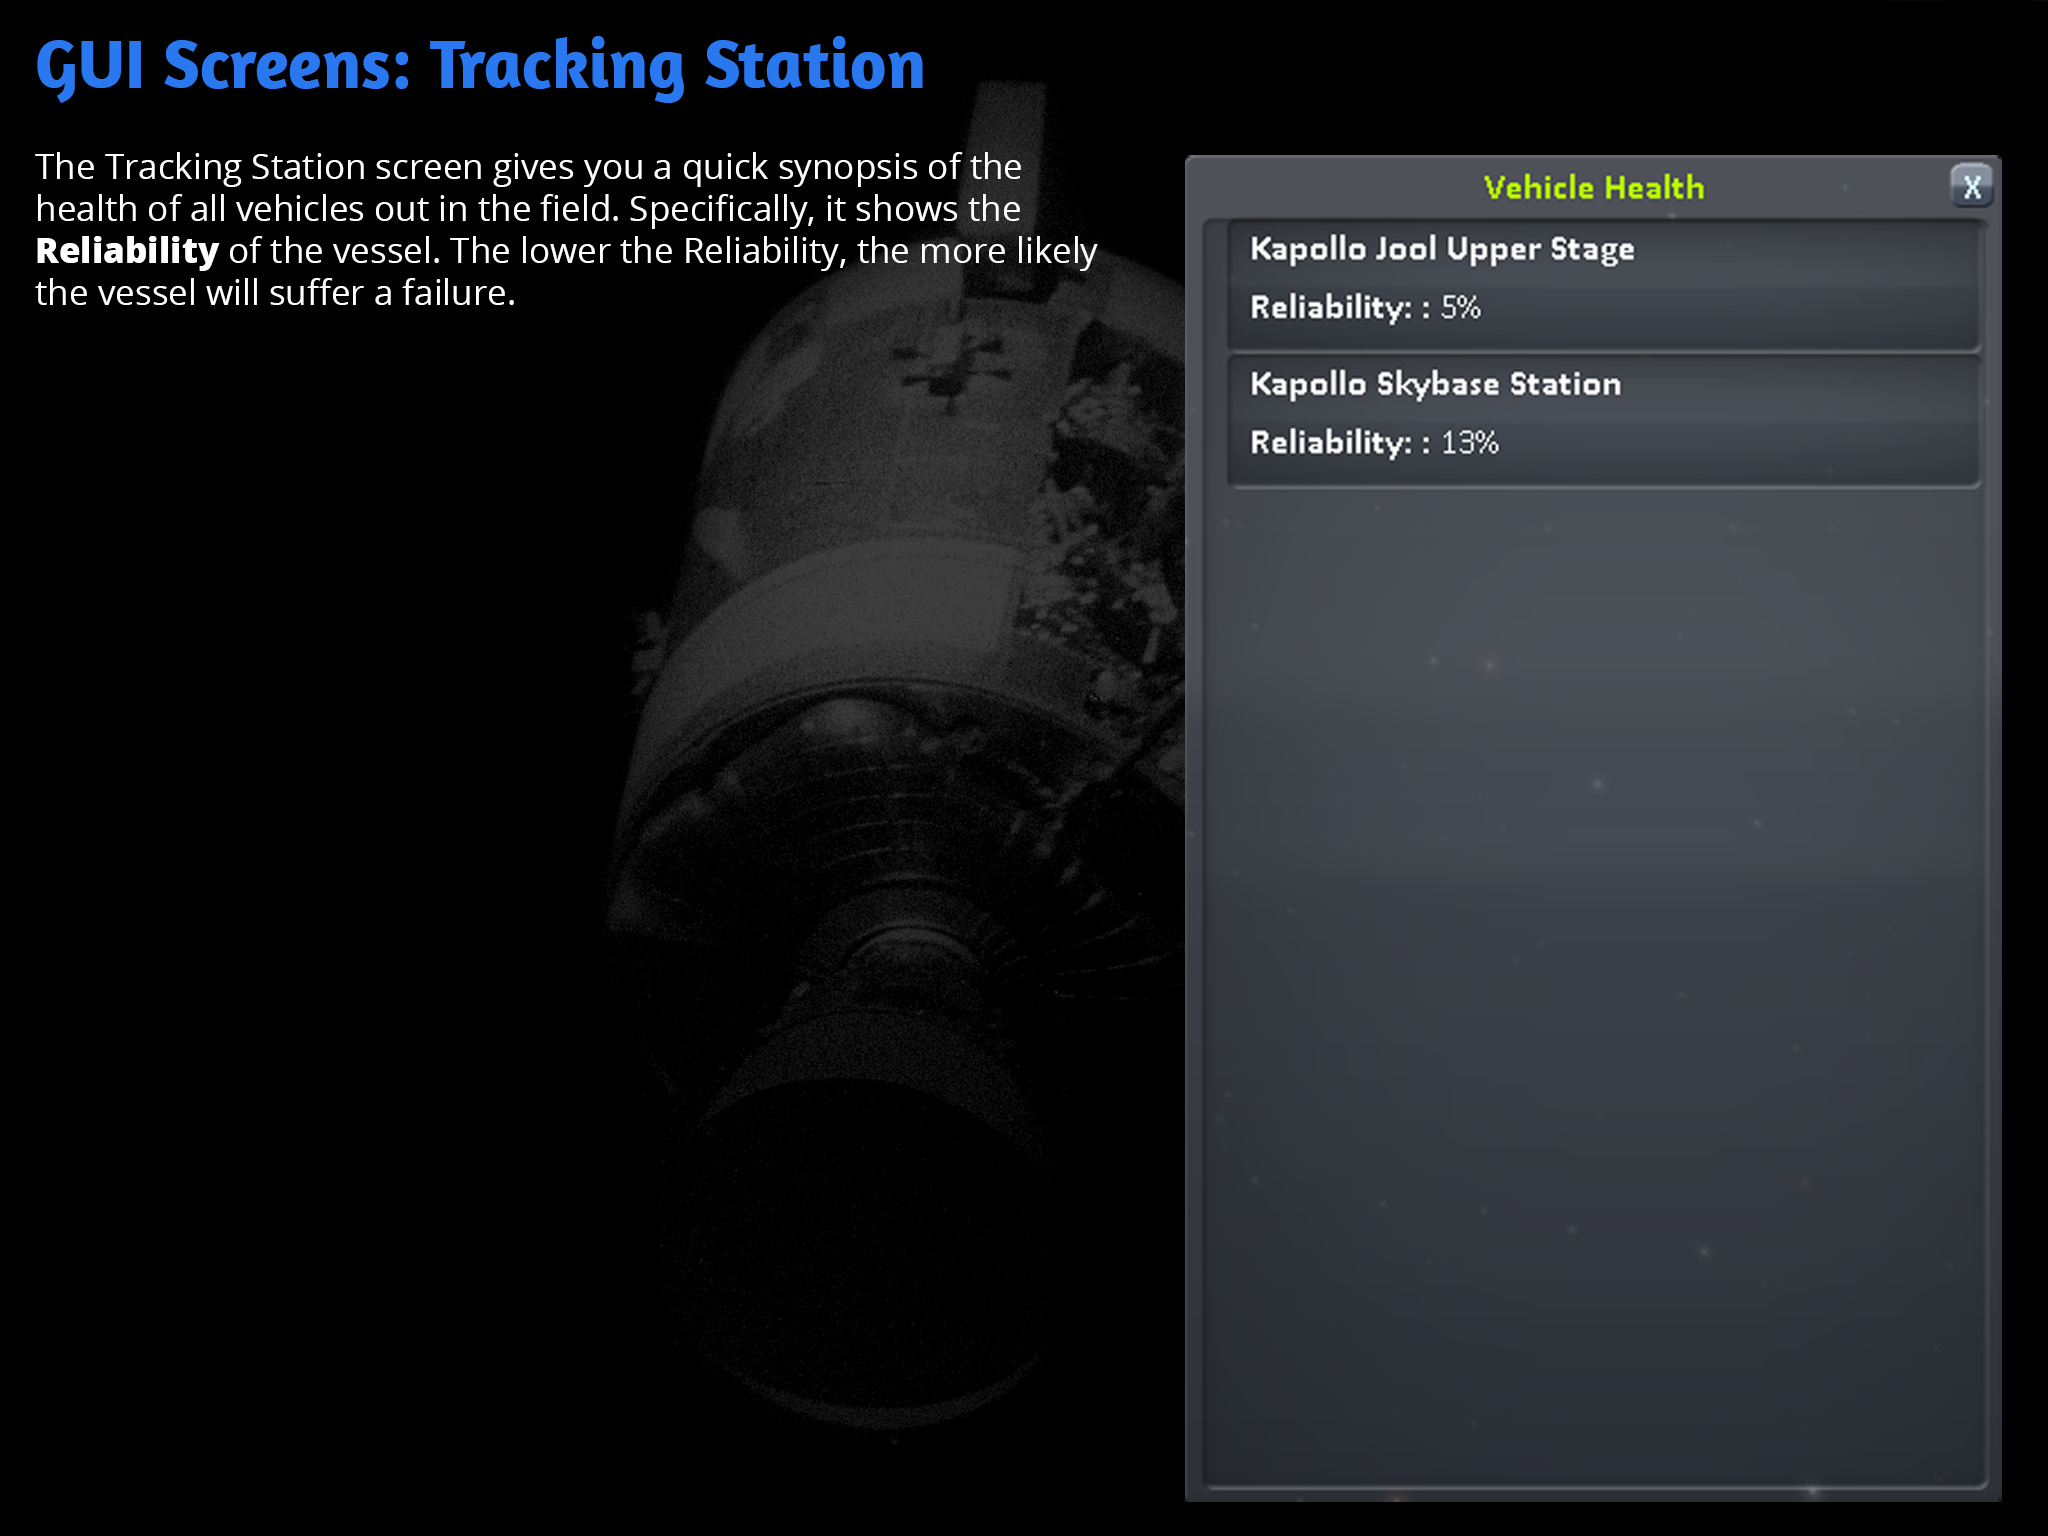 GUI Screens: Tracking Station
The Tracking Station screen gives you a quick synopsis of the
health of all vehicles out in the field. Specifically, it shows the
Reliability of the vessel. The lower the Reliability, the more likely
the vessel will suffer a failure.
Vehicle Health
X
Kapollo Jool Upper Stage
Reliability: : 5%
Kapollo Skybase Station
Reliability: : 13%